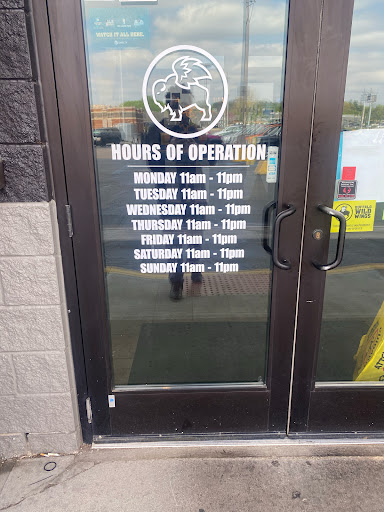 WATCH IT ALL HERE.
HOURS OF OPERATION
MONDAY 11am - 11pm
TUESDAY 11am - 11pm
WEDNESDAY 11am - 11pm
THURSDAY 11am - 11pm
FRIDAY 11am - 11pm
SATURDAY 11am - 11pm
SUNDAY 11am - 11pm
BUFFALO
WILD
WINGS